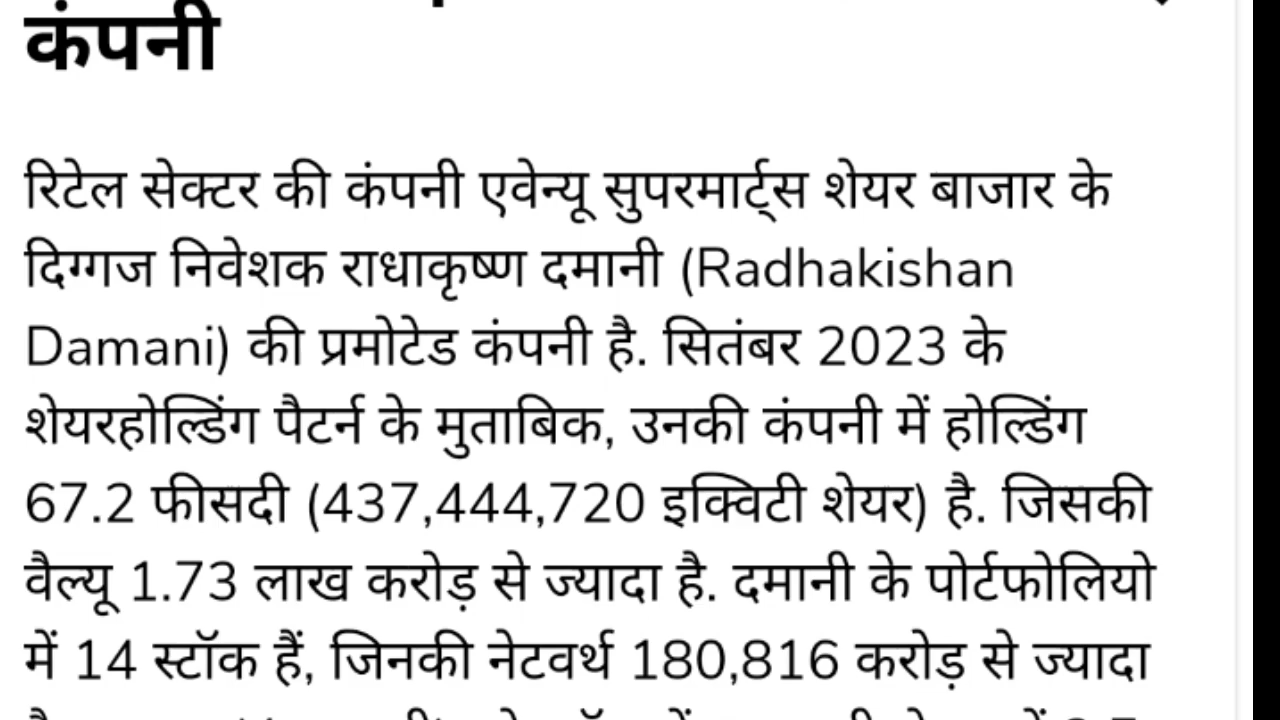 कंपनी
रिटेल सेक्टर की कंपनी एवेन्यू सुपरमार्ट्स शेयर बाजार के
दिग्गज निवेशक राधाकृष्ण दमानी (Radhakishan
Damani) की प्रमोटेड कंपनी है. सितंबर 2023 के
शेयरहोल्डिंग पैटर्न के मुताबिक, उनकी कंपनी में होल्डिंग
67.2 फीसदी (437,444,720 इक्विटी शेयर) है. जिसकी
वैल्यू 1.73 लाख करोड़ से ज्यादा है. दमानी के पोर्टफोलियो
में 14 स्टॉक हैं, जिनकी नेटवर्थ 180,816 करोड़ से ज्यादा